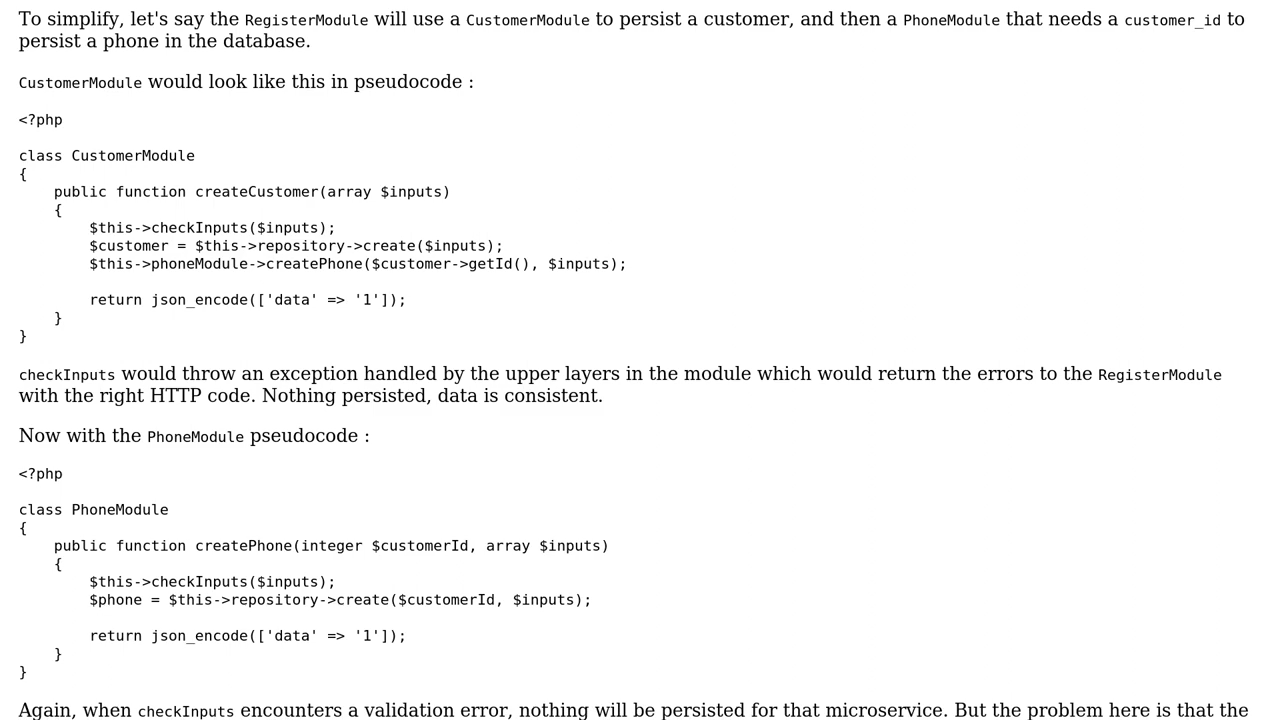 To simplify, let's say the RegisterModule will use a CustomerModule to persist a customer, and then a PhoneModule that needs a customer_id to
persist a phone in the database.
CustomerModule would look like this in pseudocode :
<?php
class CustomerModule
{
    public function createCustomer(array $inputs)
    {
        $this->checkInputs($inputs);
        $customer = $this->repository->create($inputs);
        $this->phoneModule->createPhone($customer->getId(), $inputs);
        return json_encode(['data' => '1']);
    }
}
checkInputs would throw an exception handled by the upper layers in the module which would return the errors to the RegisterModule
with the right HTTP code. Nothing persisted, data is consistent.
Now with the PhoneModule pseudocode :
<?php
class PhoneModule
{
    public function createPhone(integer $customerId, array $inputs)
    {
        $this->checkInputs($inputs);
        $phone = $this->repository->create($customerId, $inputs);
        return json_encode(['data' => '1']);
    }
}
Again, when checkInputs encounters a validation error, nothing will be persisted for that microservice. But the problem here is that the